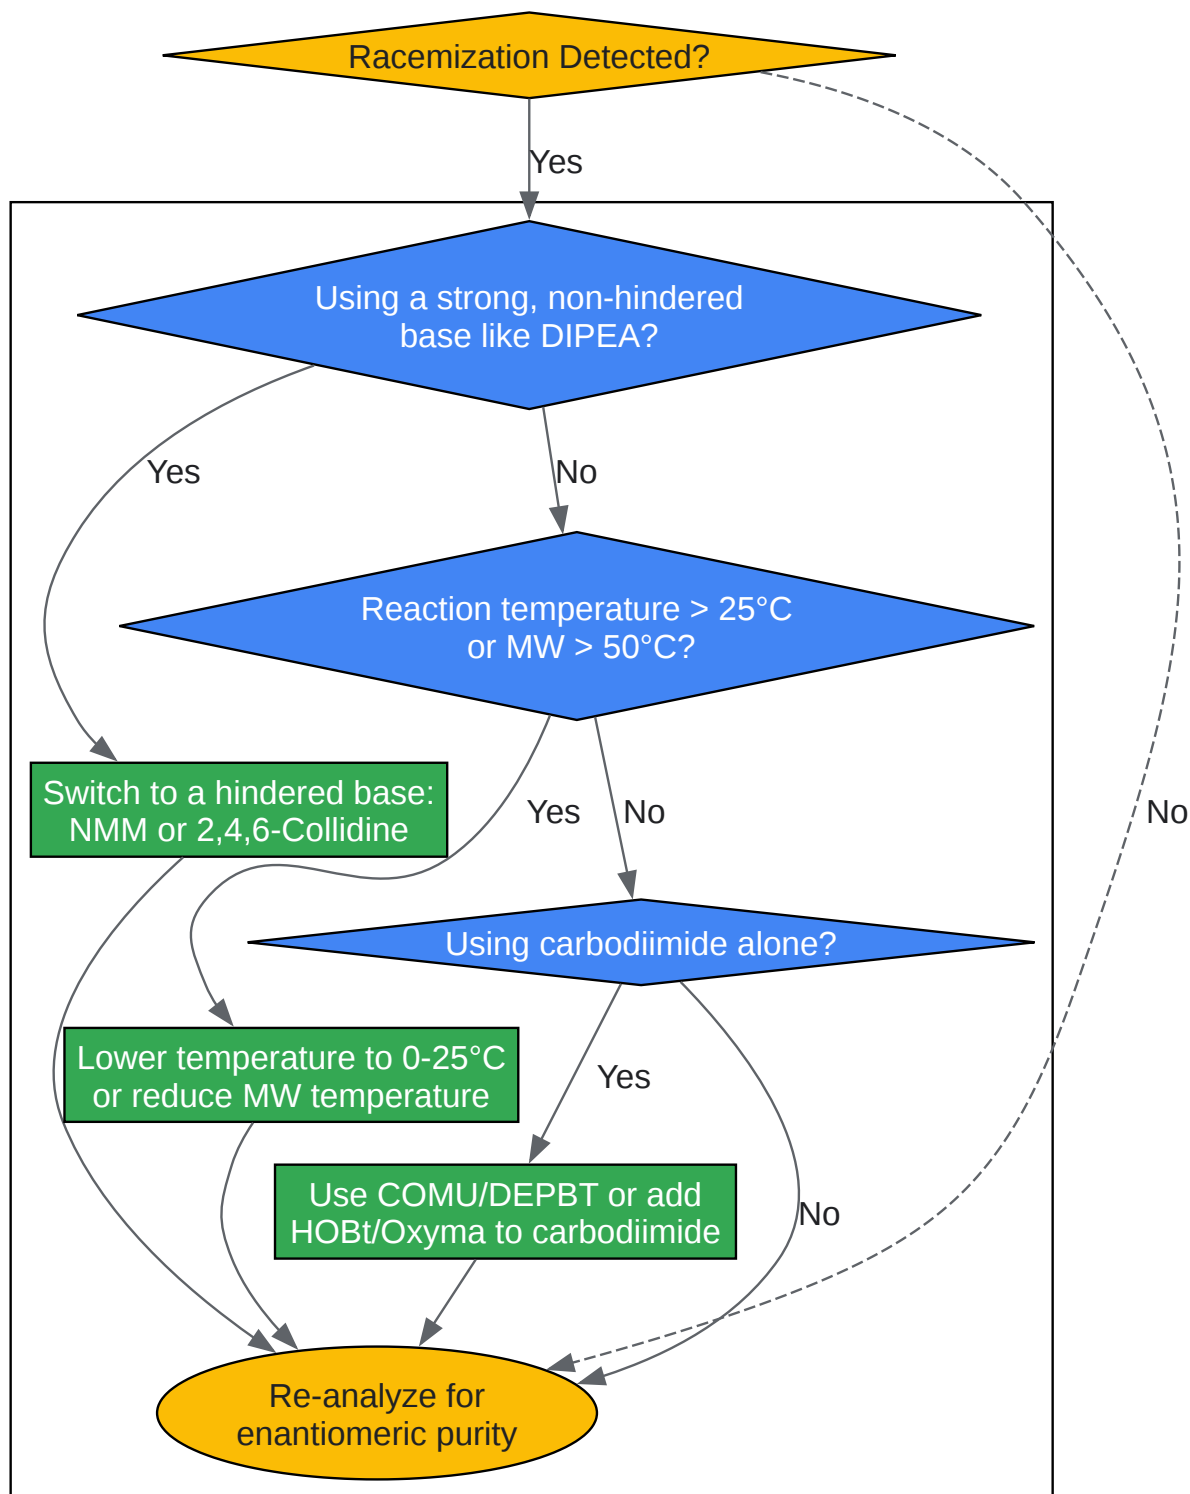 Racemization Detected?
Yes
Using a strong, non-hindered
base like DIPEA?
Yes
No
Reaction temperature > 25°C
or MW > 50°C?
Switch to a hindered base:
NMM or 2,4,6-Collidine
Yes
No
No
Using carbodiimide alone?
Lower temperature to 0-25°C
or reduce MW temperature
Yes
Use COMU/DEPBT or add
HOBt/Oxyma to carbodiimide
No
Re-analyze for
enantiomeric purity